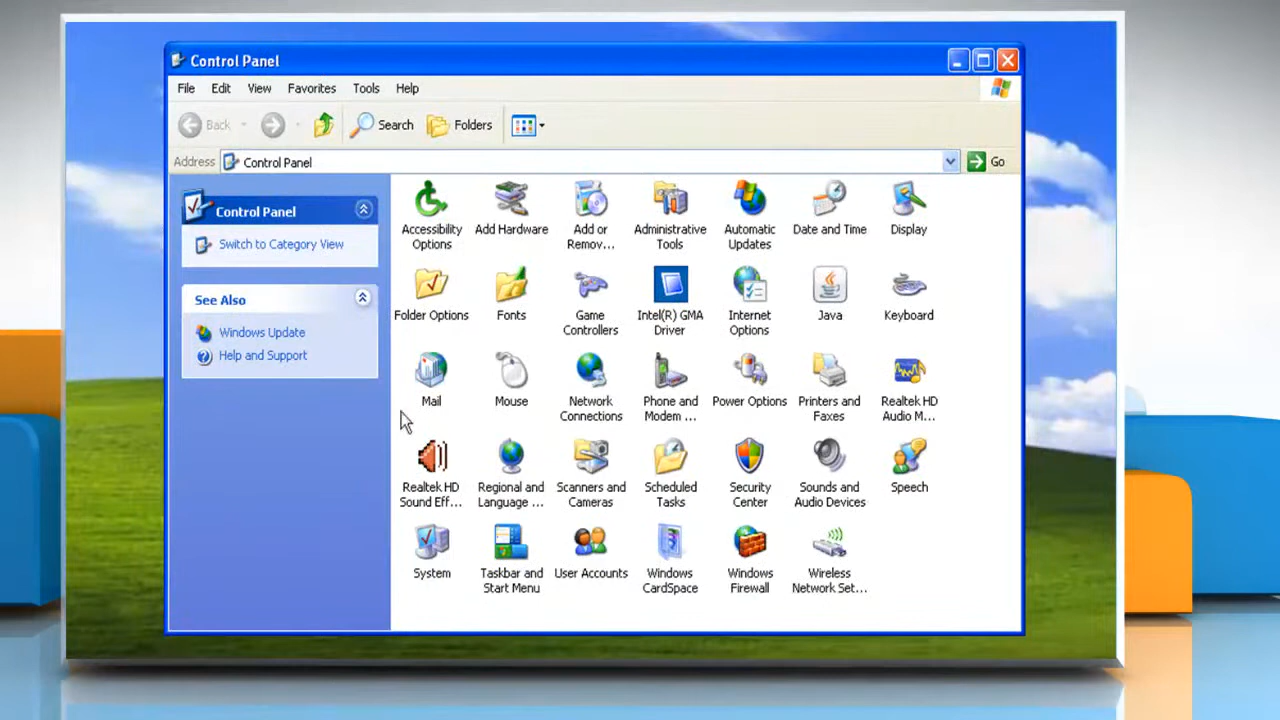 Control Panel
File Edit View Favorites Tools Help
Back Search Folders
Address Control Panel Go
Control Panel
Switch to Category View
See Also
Windows Update
Help and Support
Accessibility
Options
Add Hardware
Add or
Remov...
Administrative
Tools
Automatic
Updates
Date and Time
Display
Folder Options
Fonts
Game
Controllers
Intel(R) GMA
Driver
Internet
Options
Java
Keyboard
Mail
Mouse
Network
Connections
Phone and
Modem ...
Power Options
Printers and
Faxes
Realtek HD
Audio M...
Realtek HD
Sound Eff...
Regional and
Language ...
Scanners and
Cameras
Scheduled
Tasks
Security
Center
Sounds and
Audio Devices
Speech
System
Taskbar and
Start Menu
User Accounts
Windows
CardSpace
Windows
Firewall
Wireless
Network Set...